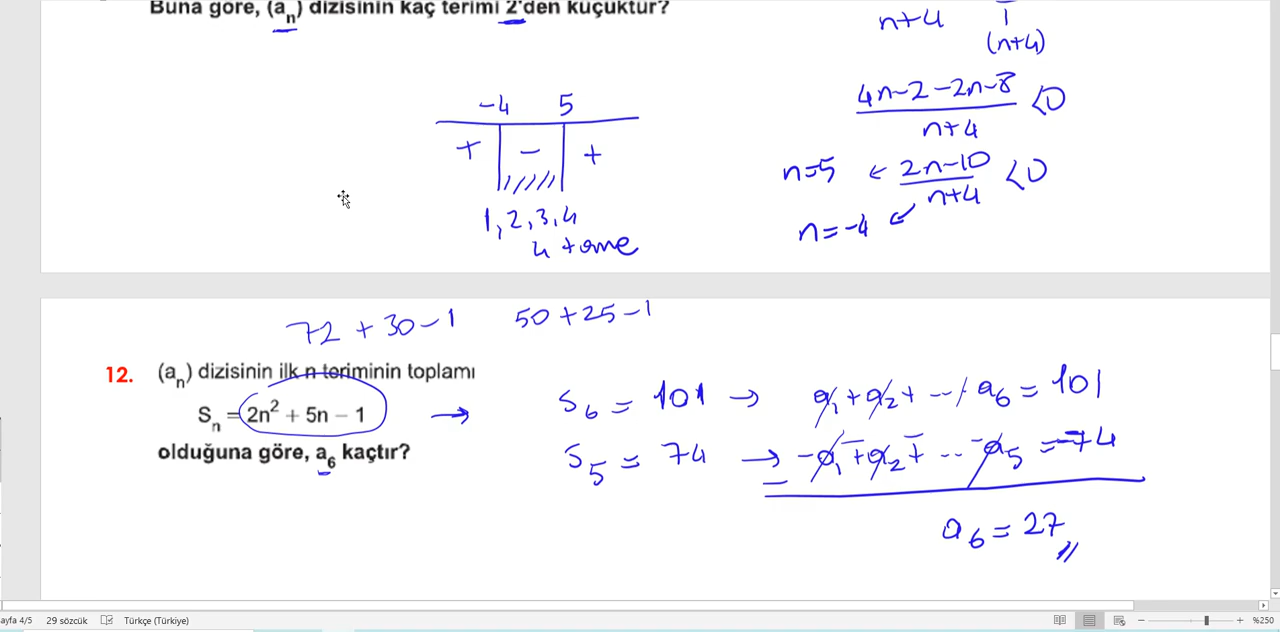 Buna göre, (aₙ) dizisinin kaç terimi 2'den küçüktür?
n+4
1
(n+4)
4n-2-2n-8 <0
n+4
-4 5
+ - +
1,2,3,4
4 tane
n=5 ← 2n-10 <0
n+4
n=-4 ↙
72 + 30-1 50+25-1
12. (aₙ) dizisinin ilk n teriminin toplamı
Sₙ = 2n² + 5n - 1 →
olduğuna göre, a₆ kaçtır?
S₆ = 101 → a₁+a₂+ ... + a₆ = 101
S₅ = 74 → -a₁ + a₂ + ... -a₅ = -74
a₆ = 27
ayfa 4/5 29 sözcük Türkçe (Türkiye) %250